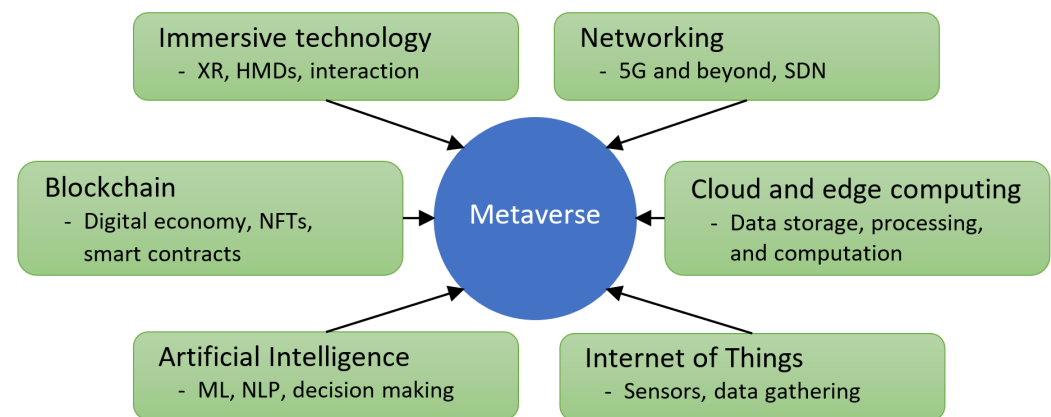 Immersive technology
- XR, HMDs, interaction
Networking
- 5G and beyond, SDN
Blockchain
- Digital economy, NFTs,
smart contracts
Metaverse
Cloud and edge computing
- Data storage, processing,
and computation
Artificial Intelligence
- ML, NLP, decision making
Internet of Things
- Sensors, data gathering